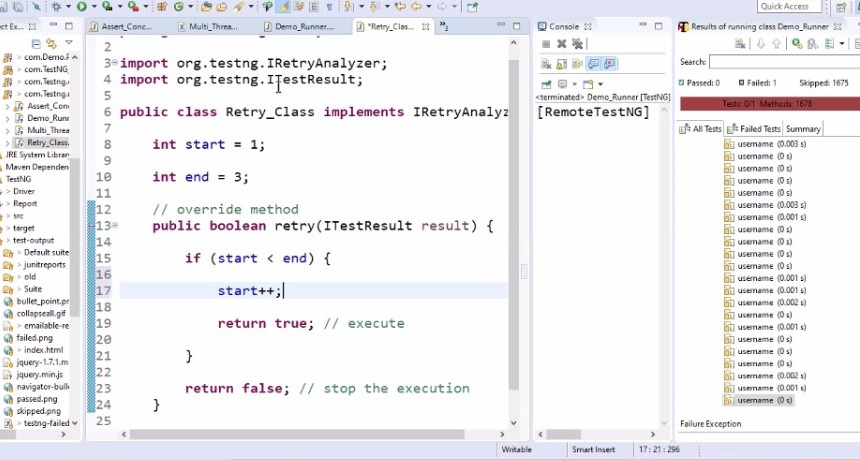 Quick Access
ct Ex...
Assert_Conc...
Multi_Threa...
Demo_Runner...
*Retry_Clas...
3
com.Demo.F
com.TestNG
com.Testng.
com.Testng.
Assert_Con
Demo_Runn
Multi_Threa
Retry_Class.
JRE System Library
Maven Dependen
TestNG
Driver
Report
src
target
test-output
Default suite
junitreports
old
Suite
bullet_point.pn
collapseall.gif
emailable-re
failed.png
index.html
jquery-1.7.1.m
jquery.min.js
navigator-bull
passed.png
skipped.png
testng-failed
2
3 import org.testng.IRetryAnalyzer;
4 import org.testng.ITestResult;
5
6 public class Retry_Class implements IRetryAnalyz
7
8 int start = 1;
9
10 int end = 3;
11
12 // override method
13 public boolean retry(ITestResult result) {
14
15 if (start < end) {
16
17 start++;
18
19 return true; // execute
20
21 }
22
23 return false; // stop the execution
24 }
25
Console
<terminated> Demo_Runner [TestNG]
[RemoteTestNG]
Results of running class Demo_Runner
Search:
Passed: 0 Failed: 1 Skipped: 1675
Tests: 0/1 Methods: 1678
All Tests Failed Tests Summary
username (0.003 s)
username (0 s)
username (0 s)
username (0 s)
username (0 s)
username (0.003 s)
username (0.001 s)
username (0 s)
username (0 s)
username (0 s)
username (0 s)
username (0.001 s)
username (0.001 s)
username (0.002 s)
username (0 s)
username (0.001 s)
username (0 s)
username (0 s)
username (0 s)
username (0.002 s)
username (0.001 s)
username (0 s)
Failure Exception
Writable
Smart Insert
17 : 21 : 296